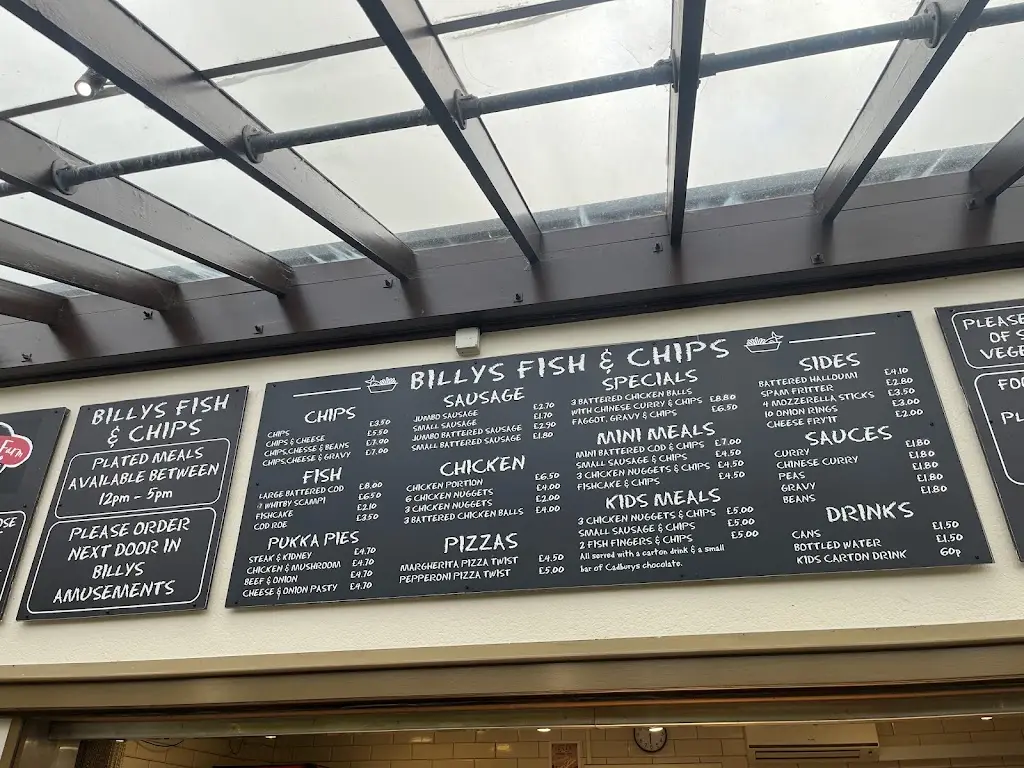 Fun
OSE
BILLYS FISH
& CHIPS
PLATED MEALS
AVAILABLE BETWEEN
12pm - 5pm
PLEASE ORDER
NEXT DOOR IN
BILLYS
AMUSEMENTS
BILLYS FISH & CHIPS
CHIPS
CHIPS £3.50
CHIPS & CHEESE £5.50
CHIPS,CHEESE & BEANS £7.00
CHIPS,CHEESE & GRAVY £7.00
FISH
LARGE BATTERED COD £8.00
7 WHITBY SCAMPI £6.50
FISHCAKE £2.10
COD ROE £3.50
PUKKA PIES
STEAK & KIDNEY £4.70
CHICKEN & MUSHROOM £4.70
BEEF & ONION £4.70
CHEESE & ONION PASTY £4.70
SAUSAGE
JUMBO SAUSAGE £2.70
SMALL SAUSAGE £1.70
JUMBO BATTERED SAUSAGE £2.90
SMALL BATTERED SAUSAGE £1.80
CHICKEN
CHICKEN PORTION £6.50
6 CHICKEN NUGGETS £4.00
3 CHICKEN NUGGETS £2.00
3 BATTERED CHICKEN BALLS £4.00
PIZZAS
MARGHERITA PIZZA TWIST £4.50
PEPPERONI PIZZA TWIST £5.00
SPECIALS
3 BATTERED CHICKEN BALLS
WITH CHINESE CURRY & CHIPS £8.80
FAGGOT, GRAVY & CHIPS £6.50
MINI MEALS
MINI BATTERED COD & CHIPS £7.00
SMALL SAUSAGE & CHIPS £4.50
3 CHICKEN NUGGETS & CHIPS £4.50
FISHCAKE & CHIPS £4.50
KIDS MEALS
3 CHICKEN NUGGETS & CHIPS £5.00
SMALL SAUSAGE & CHIPS £5.00
2 FISH FINGERS & CHIPS £5.00
All served with a carton drink & a small
bar of Cadburys chocolate.
SIDES
BATTERED HALLOUMI £4.10
SPAM FRITTER £2.80
4 MOZZERELLA STICKS £3.50
10 ONION RINGS £3.00
CHEESE FRYIT £2.00
SAUCES
CURRY £1.80
CHINESE CURRY £1.80
PEAS £1.80
GRAVY £1.80
BEANS £1.80
DRINKS
CANS £1.50
BOTTLED WATER £1.50
KIDS CARTON DRINK 60p
PLEASE
OF S
VEGE
FOO
PL